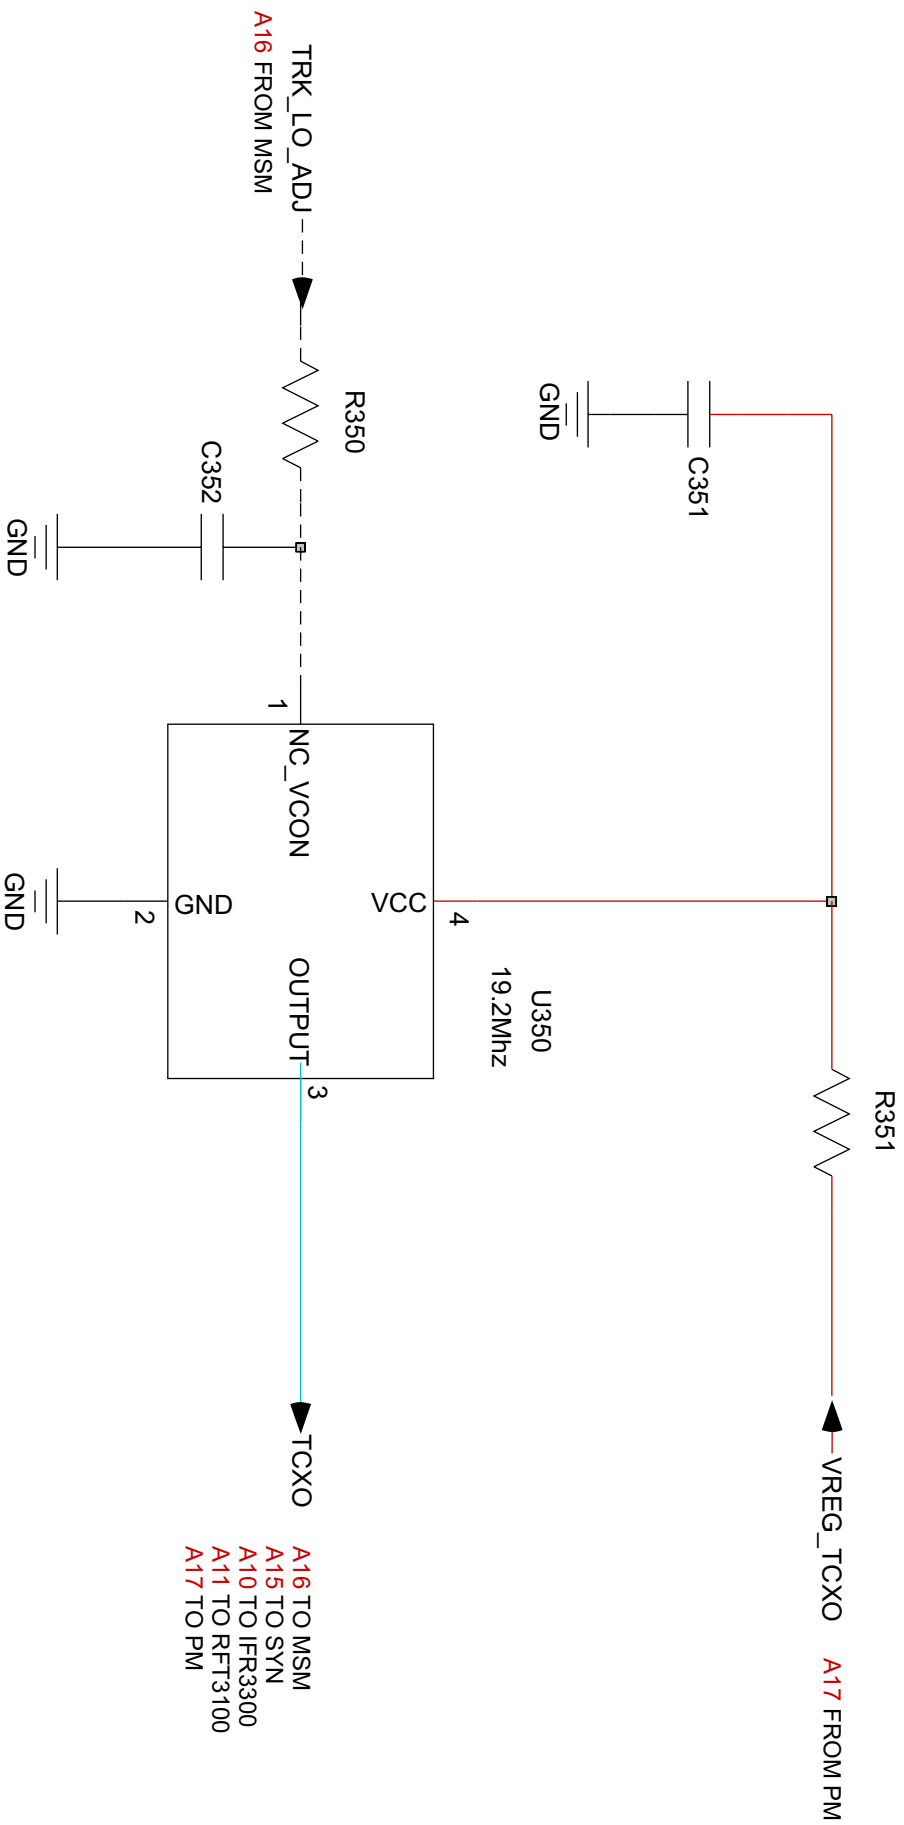 R351
VREG_TCXO
A17 FROM PM
C351
GND
U350
19.2Mhz
4
VCC
R350
TRK_LO_ADJ
A16 FROM MSM
C352
GND
1
NC_VCON
OUTPUT
3
GND
2
GND
TCXO
A16 TO MSM
A15 TO SYN
A10 TO IFR3300
A11 TO RFT3100
A17 TO PM